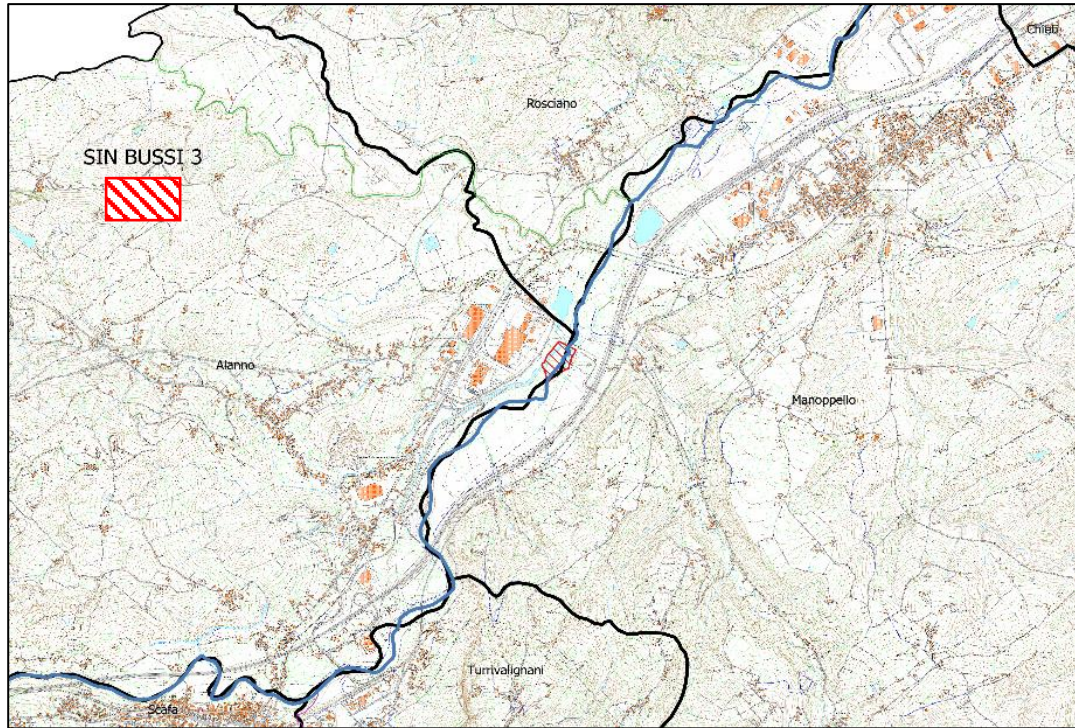 Chieti
Rosciano
SIN BUSSI 3
Alanno
Manoppello
Turrivalignani
Scafa